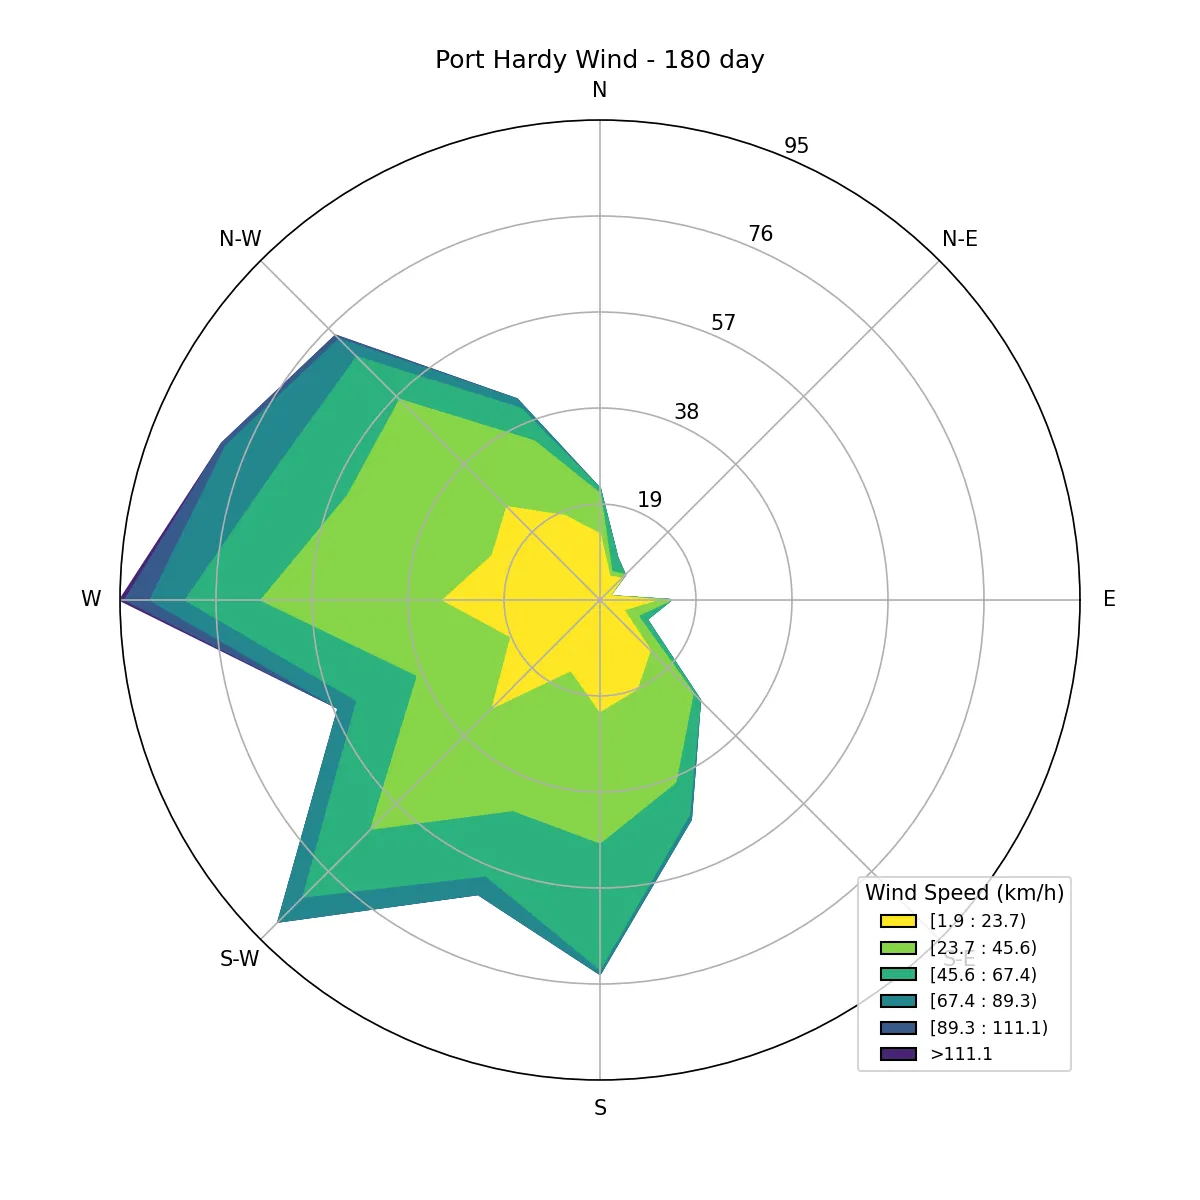 Port Hardy Wind - 180 day
N
95
N-W
N-E
76
57
38
19
W
E
S-W
S-E
S
Wind Speed (km/h)
[1.9 : 23.7)
[23.7 : 45.6)
[45.6 : 67.4)
[67.4 : 89.3)
[89.3 : 111.1)
>111.1